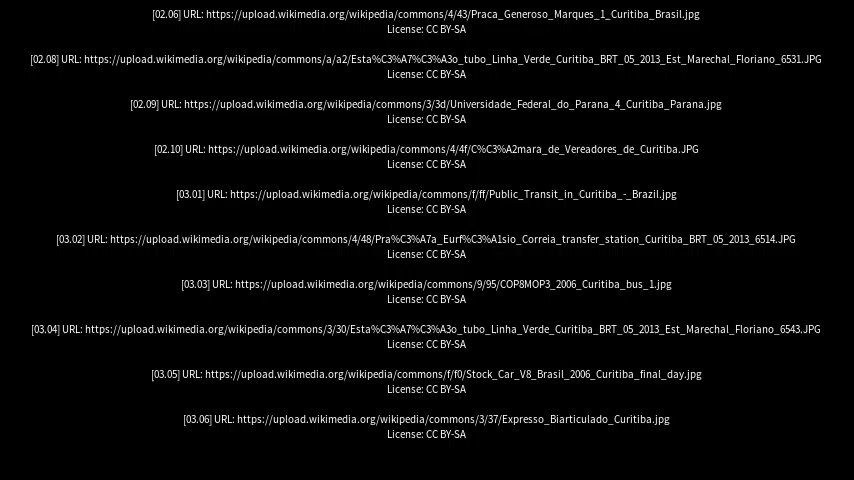 [02.06] URL: https://upload.wikimedia.org/wikipedia/commons/4/43/Praca_Generoso_Marques_1_Curitiba_Brasil.jpg
License: CC BY-SA
[02.08] URL: https://upload.wikimedia.org/wikipedia/commons/a/a2/Esta%C3%A7%C3%A3o_tubo_Linha_Verde_Curitiba_BRT_05_2013_Est_Marechal_Floriano_6531.JPG
License: CC BY-SA
[02.09] URL: https://upload.wikimedia.org/wikipedia/commons/3/3d/Universidade_Federal_do_Parana_4_Curitiba_Parana.jpg
License: CC BY-SA
[02.10] URL: https://upload.wikimedia.org/wikipedia/commons/4/4f/C%C3%A2mara_de_Vereadores_de_Curitiba.JPG
License: CC BY-SA
[03.01] URL: https://upload.wikimedia.org/wikipedia/commons/f/ff/Public_Transit_in_Curitiba_-_Brazil.jpg
License: CC BY-SA
[03.02] URL: https://upload.wikimedia.org/wikipedia/commons/4/48/Pra%C3%A7a_Eurf%C3%A1sio_Correia_transfer_station_Curitiba_BRT_05_2013_6514.JPG
License: CC BY-SA
[03.03] URL: https://upload.wikimedia.org/wikipedia/commons/9/95/COP8MOP3_2006_Curitiba_bus_1.jpg
License: CC BY-SA
[03.04] URL: https://upload.wikimedia.org/wikipedia/commons/3/30/Esta%C3%A7%C3%A3o_tubo_Linha_Verde_Curitiba_BRT_05_2013_Est_Marechal_Floriano_6543.JPG
License: CC BY-SA
[03.05] URL: https://upload.wikimedia.org/wikipedia/commons/f/f0/Stock_Car_V8_Brasil_2006_Curitiba_final_day.jpg
License: CC BY-SA
[03.06] URL: https://upload.wikimedia.org/wikipedia/commons/3/37/Expresso_Biarticulado_Curitiba.jpg
License: CC BY-SA